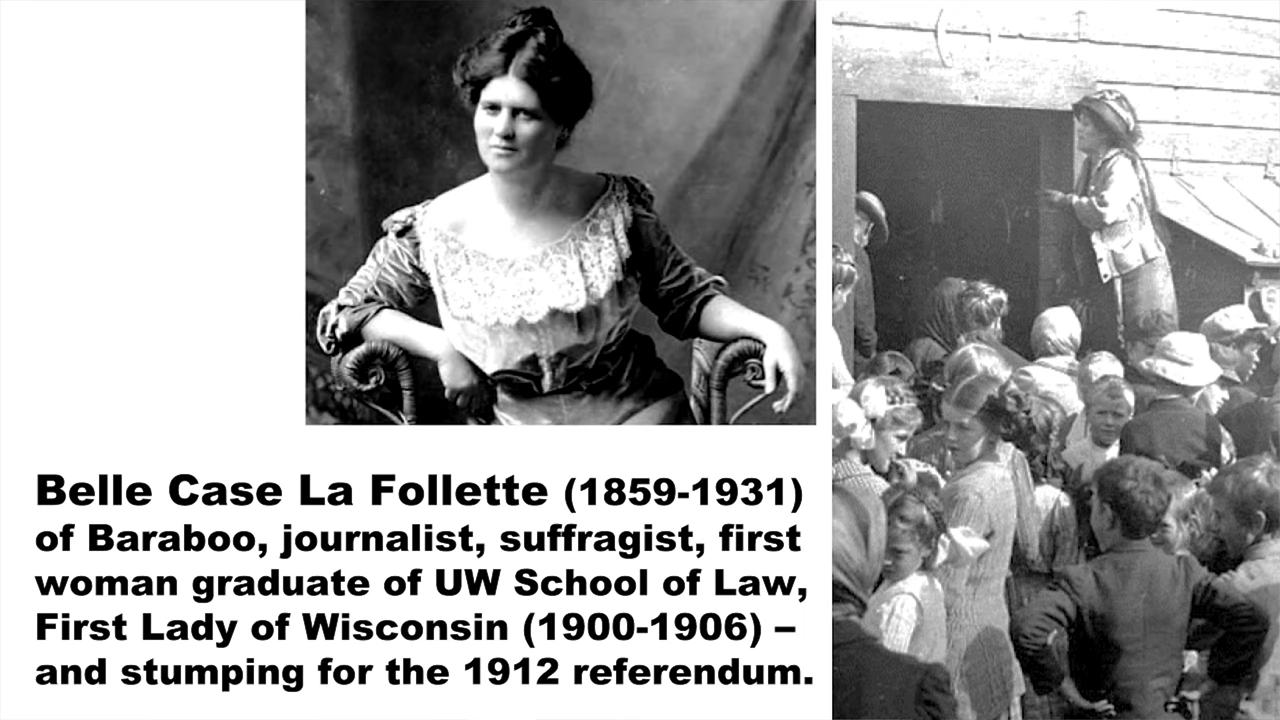 Belle Case La Follette (1859-1931)
of Baraboo, journalist, suffragist, first
woman graduate of UW School of Law,
First Lady of Wisconsin (1900-1906) –
and stumping for the 1912 referendum.